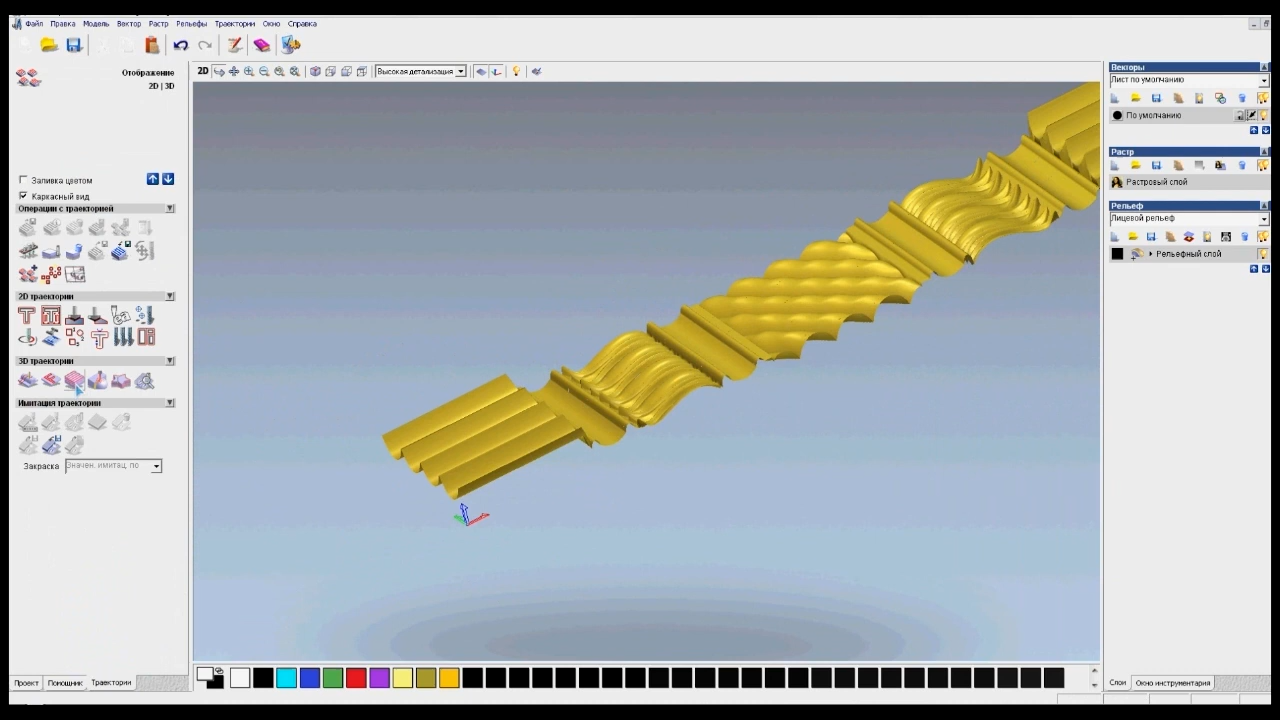 Файл Правка Модель Вектор Растр Рельефы Траектории Окно Справка
Отображение
2D | 3D
Заливка цветом
Каркасный вид
Операции с траекторией
2D траектории
3D траектории
Имитация траектории
Закраска Значен. имитац. по
Проект Помощник Траектории
2D Высокая детализация
Векторы
Лист по умолчанию
По умолчанию
Растр
Растровый слой
Рельеф
Лицевой рельеф
Рельефный слой
Слои Окно инструментария